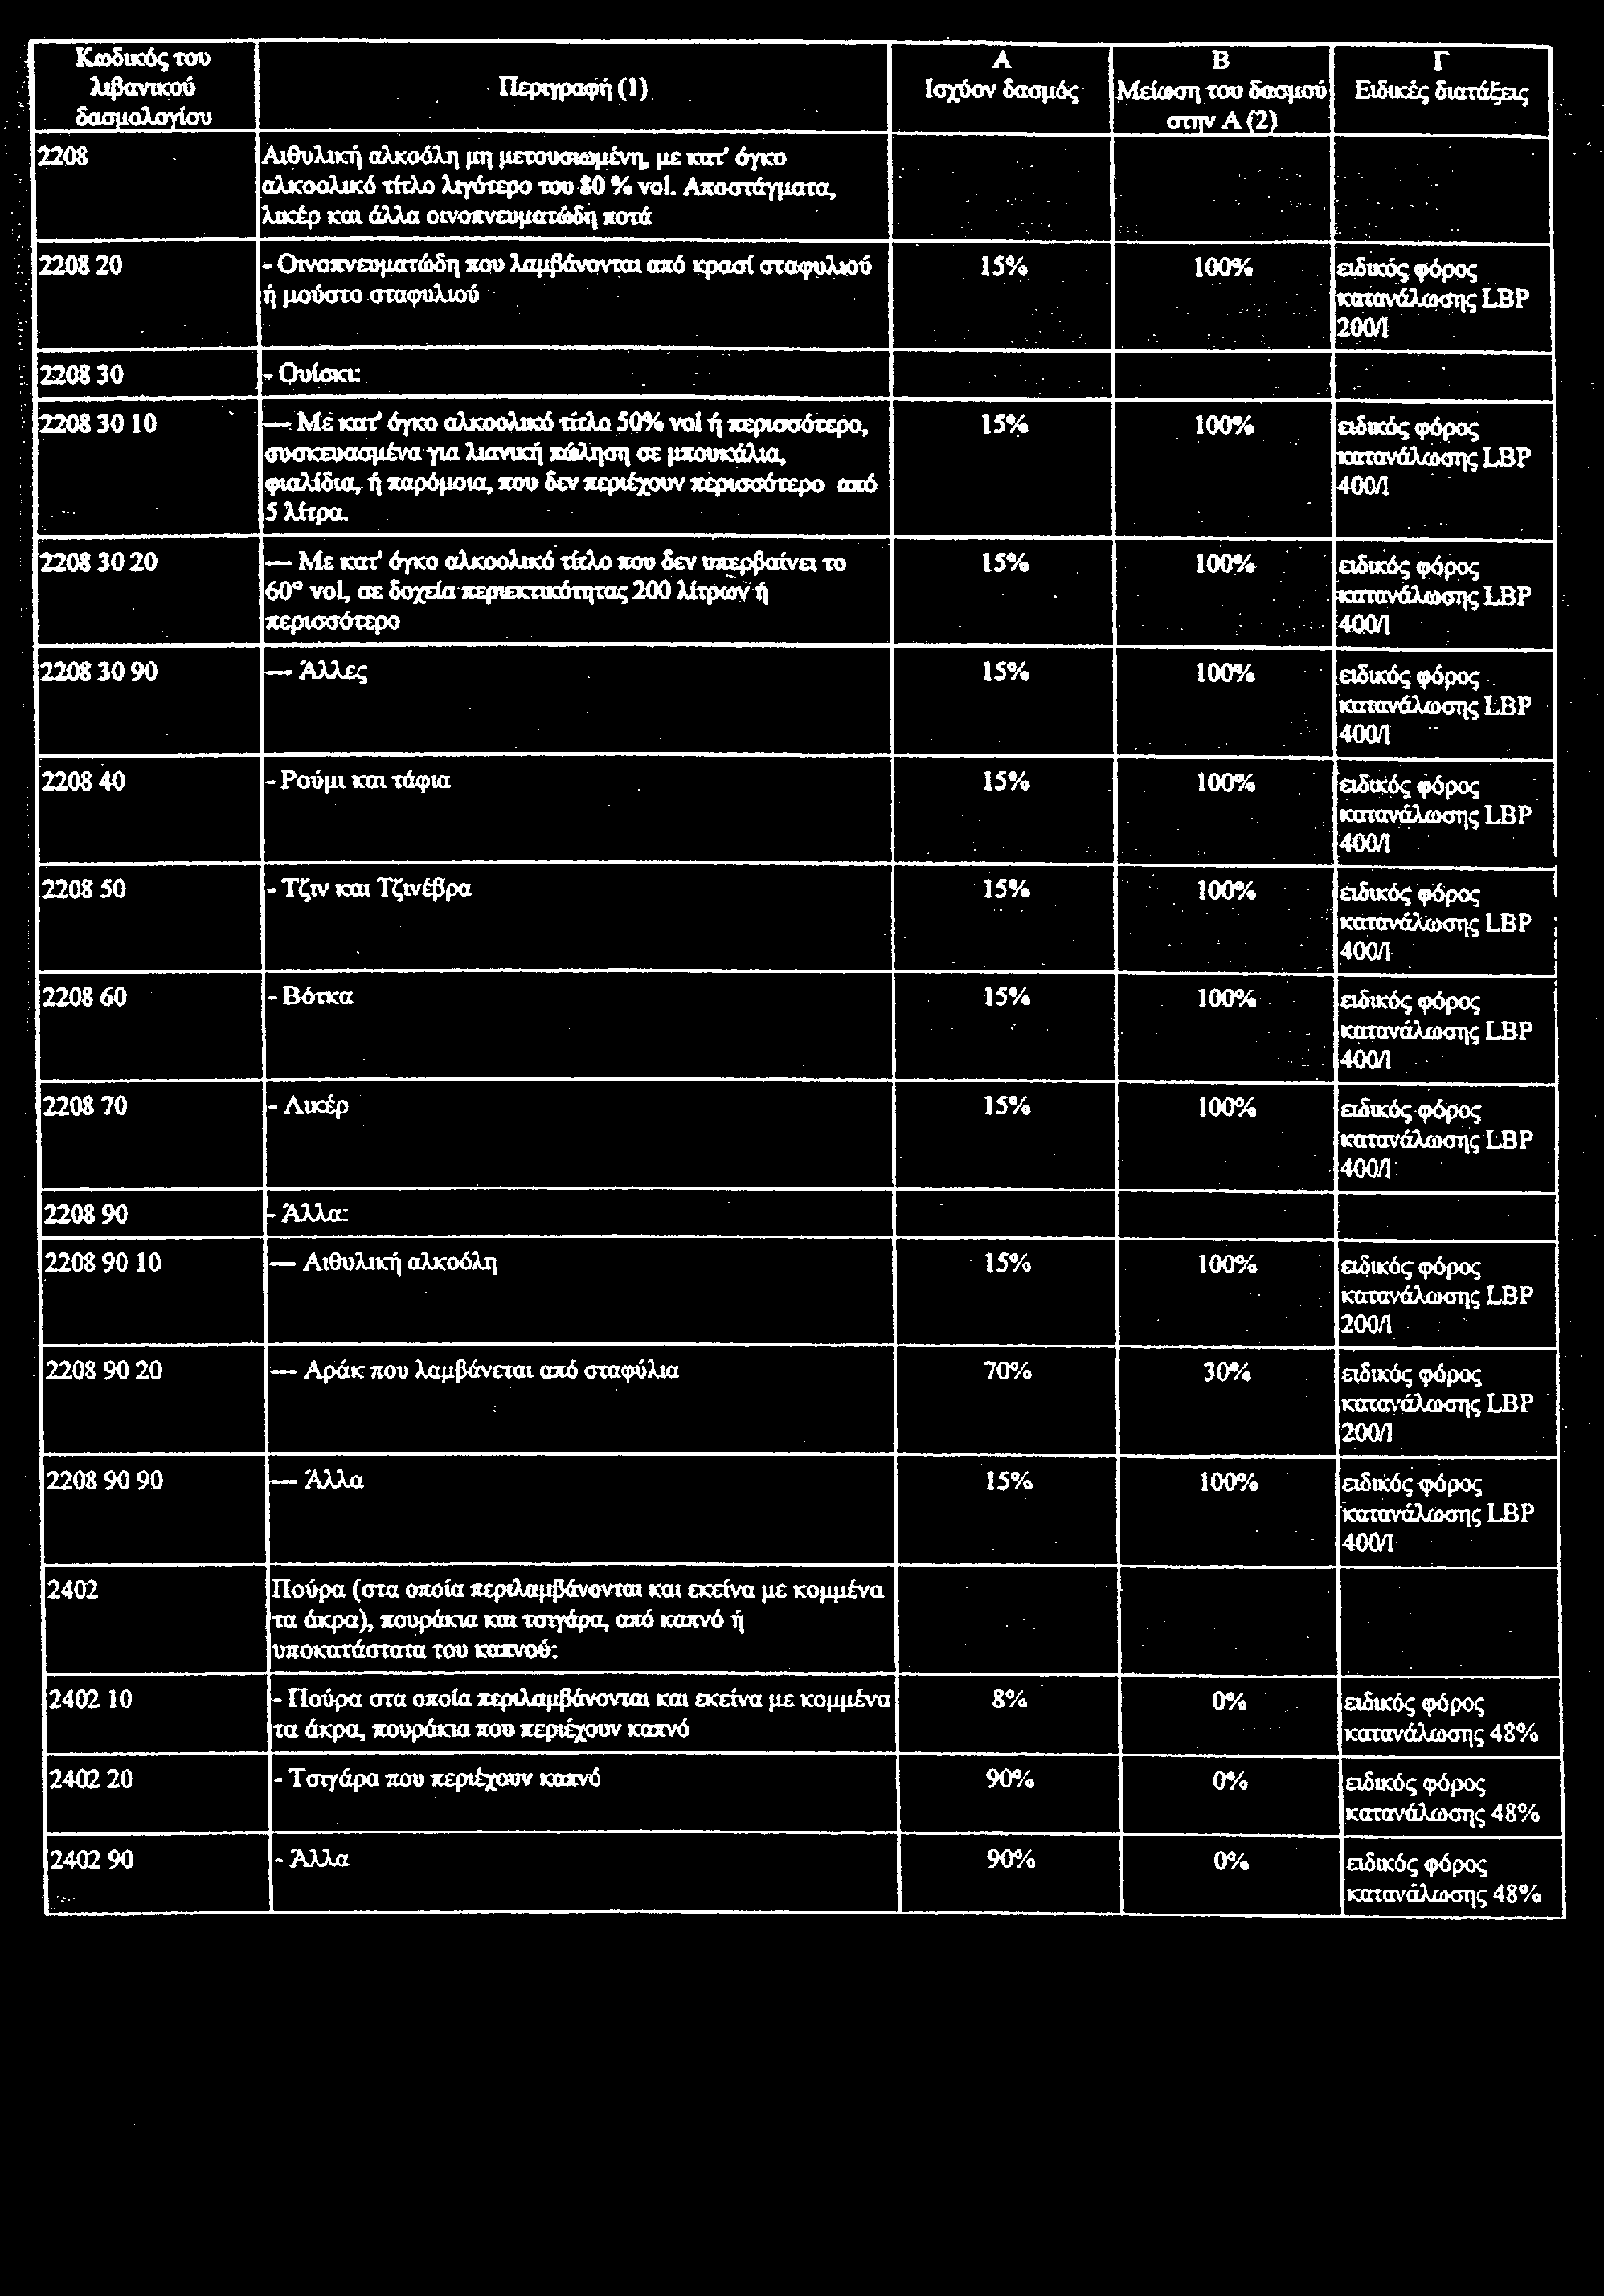 Κωδικός του
λιβανικού
δασμολογίου
Περιγραφή (1)
Α
Ισχύον δασμός
Β
Μείωση του δασμού
στην Α (2)
Γ
Ειδικές διατάξεις
2208
Αιθυλική αλκοόλη μη μετουσιωμένη, με κατ' όγκο
αλκοολικό τίτλο λιγότερο του 80 % vol. Αποστάγματα,
λικέρ και άλλα οινοπνευματώδη ποτά
2208 20
- Οινοπνευματώδη που λαμβάνονται από κρασί σταφυλιού
ή μούστο σταφυλιού
15%
100%
ειδικός φόρος
κατανάλωσης LBP
200/l
2208 30
- Ουίσκι:
2208 30 10
— Με κατ' όγκο αλκοολικό τίτλο 50% vol ή περισσότερο,
συσκευασμένα για λιανική πώληση σε μπουκάλια,
φιαλίδια, ή παρόμοια, που δεν περιέχουν περισσότερο από
5 λίτρα.
15%
100%
ειδικός φόρος
κατανάλωσης LBP
400/l
2208 30 20
— Με κατ' όγκο αλκοολικό τίτλο που δεν υπερβαίνει το
60° vol, σε δοχεία περιεκτικότητας 200 λίτρων ή
περισσότερο
15%
100%
ειδικός φόρος
κατανάλωσης LBP
400/l
2208 30 90
— Άλλες
15%
100%
ειδικός φόρος
κατανάλωσης LBP
400/l
2208 40
- Ρούμι και τάφια
15%
100%
ειδικός φόρος
κατανάλωσης LBP
400/l
2208 50
- Τζιν και Τζινέβρα
15%
100%
ειδικός φόρος
κατανάλωσης LBP
400/l
2208 60
- Βότκα
15%
100%
ειδικός φόρος
κατανάλωσης LBP
400/l
2208 70
- Λικέρ
15%
100%
ειδικός φόρος
κατανάλωσης LBP
400/l
2208 90
- Άλλα:
2208 90 10
— Αιθυλική αλκοόλη
15%
100%
ειδικός φόρος
κατανάλωσης LBP
200/l
2208 90 20
— Αράκ που λαμβάνεται από σταφύλια
70%
30%
ειδικός φόρος
κατανάλωσης LBP
200/l
2208 90 90
— Άλλα
15%
100%
ειδικός φόρος
κατανάλωσης LBP
400/l
2402
Πούρα (στα οποία περιλαμβάνονται και εκείνα με κομμένα
τα άκρα), πουράκια και τσιγάρα, από καπνό ή
υποκατάστατα του καπνού:
2402 10
- Πούρα στα οποία περιλαμβάνονται και εκείνα με κομμένα
τα άκρα, πουράκια που περιέχουν καπνό
8%
0%
ειδικός φόρος
κατανάλωσης 48%
2402 20
- Τσιγάρα που περιέχουν καπνό
90%
0%
ειδικός φόρος
κατανάλωσης 48%
2402 90
- Άλλα
90%
0%
ειδικός φόρος
κατανάλωσης 48%